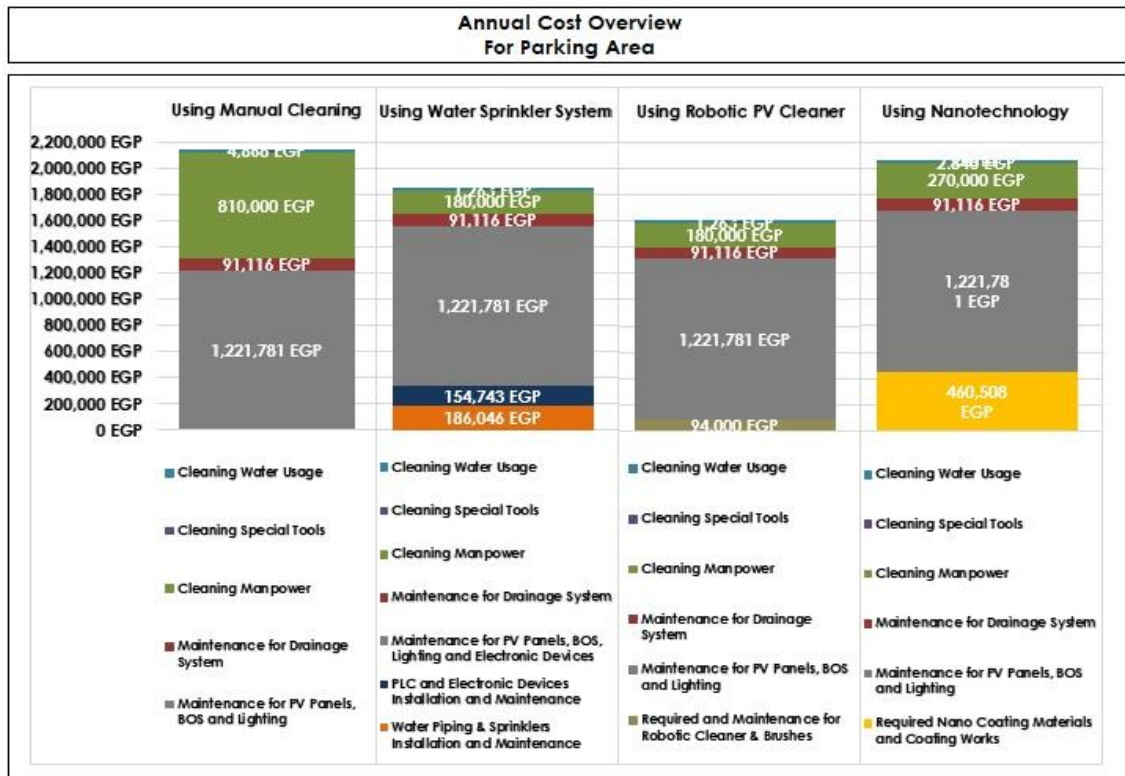 Annual Cost Overview
For Parking Area
Using Manual Cleaning
Using Water Sprinkler System
Using Robotic PV Cleaner
Using Nanotechnology
2,200,000 EGP
2,000,000 EGP
1,800,000 EGP
1,600,000 EGP
1,400,000 EGP
1,200,000 EGP
1,000,000 EGP
800,000 EGP
600,000 EGP
400,000 EGP
200,000 EGP
0 EGP
EGP
810,000 EGP
91,116 EGP
1,221,781 EGP
EGP
180,000 EGP
91,116 EGP
1,221,781 EGP
154,743 EGP
186,046 EGP
EGP
180,000 EGP
91,116 EGP
1,221,781 EGP
94,000 EGP
EGP
270,000 EGP
91,116 EGP
1,221,78
1 EGP
460,508
EGP
Cleaning Water Usage
Cleaning Special Tools
Cleaning Manpower
Maintenance for Drainage
System
Maintenance for PV Panels,
BOS and Lighting
Cleaning Water Usage
Cleaning Special Tools
Cleaning Manpower
Maintenance for Drainage System
Maintenance for PV Panels, BOS,
Lighting and Electronic Devices
PLC and Electronic Devices
Installation and Maintenance
Water Piping & Sprinklers
Installation and Maintenance
Cleaning Water Usage
Cleaning Special Tools
Cleaning Manpower
Maintenance for Drainage
System
Maintenance for PV Panels, BOS
and Lighting
Required and Maintenance for
Robotic Cleaner & Brushes
Cleaning Water Usage
Cleaning Special Tools
Cleaning Manpower
Maintenance for Drainage System
Maintenance for PV Panels, BOS
and Lighting
Required Nano Coating Materials
and Coating Works